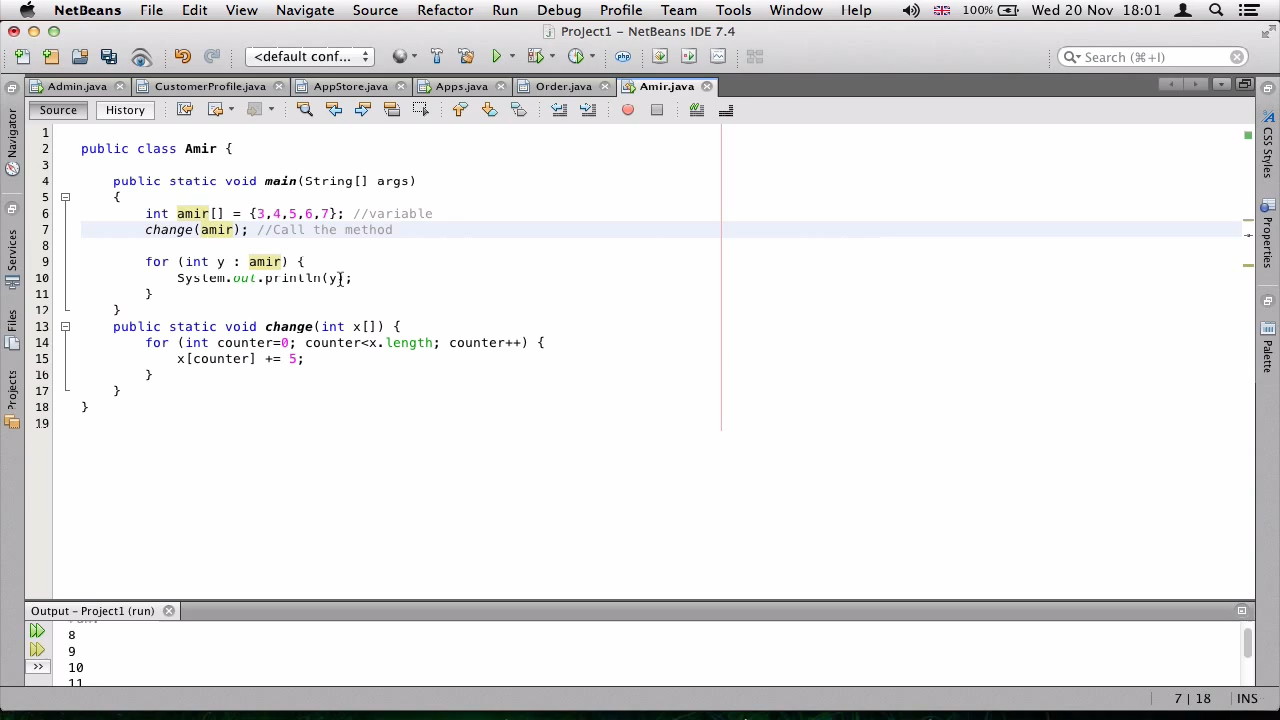 NetBeans File Edit View Navigate Source Refactor Run Debug Profile Team Tools Window Help 100% Wed 20 Nov 18:01
Project1 - NetBeans IDE 7.4
<default conf... php Search (⌘+I)
Admin.java CustomerProfile.java AppStore.java Apps.java Order.java Amir.java
Source History
Navigator
Services
Files
Projects
1
2 public class Amir {
3
4 public static void main(String[] args)
5 {
6 int amir[] = {3,4,5,6,7}; //variable
7 change(amir); //Call the method
8
9 for (int y : amir) {
10 System.out.println(y);
11 }
12 }
13 public static void change(int x[]) {
14 for (int counter=0; counter<x.length; counter++) {
15 x[counter] += 5;
16 }
17 }
18 }
19
CSS Styles
Properties
Palette
Output – Project1 (run)
8
9
10
11
7 | 18 INS